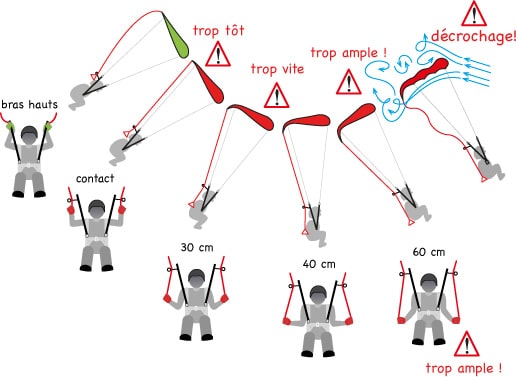 trop tôt
trop ample !
décrochage!
trop vite
bras hauts
contact
30 cm
40 cm
60 cm
trop ample !